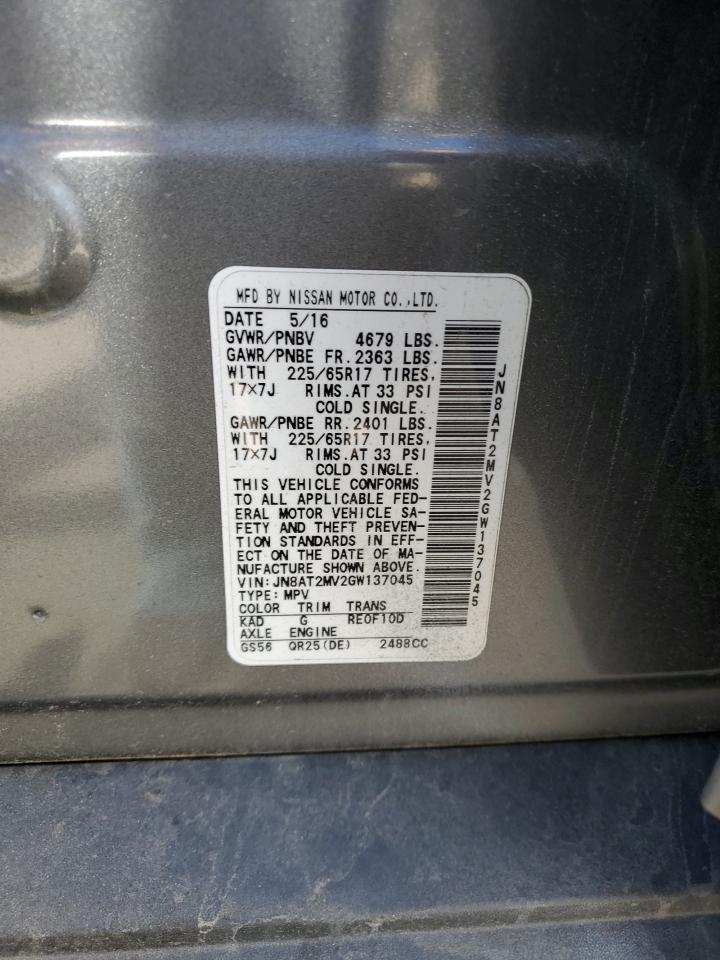 MFD BY NISSAN MOTOR CO.,LTD.
DATE 5/16
GVWR/PNBV 4679 LBS.
GAWR/PNBE FR.2363 LBS.
WITH 225/65R17 TIRES,
17×7J RIMS.AT 33 PSI
COLD SINGLE.
GAWR/PNBE RR.2401 LBS.
WITH 225/65R17 TIRES,
17×7J RIMS.AT 33 PSI
COLD SINGLE.
THIS VEHICLE CONFORMS
TO ALL APPLICABLE FED-
ERAL MOTOR VEHICLE SA-
FETY AND THEFT PREVEN-
TION STANDARDS IN EFF-
ECT ON THE DATE OF MA-
NUFACTURE SHOWN ABOVE.
VIN:JN8AT2MV2GW137045
TYPE:MPV
COLOR TRIM TRANS
KAD G RE0F10D
AXLE ENGINE
GS56 QR25(DE) 2488CC
JN8AT2MV2GW137045